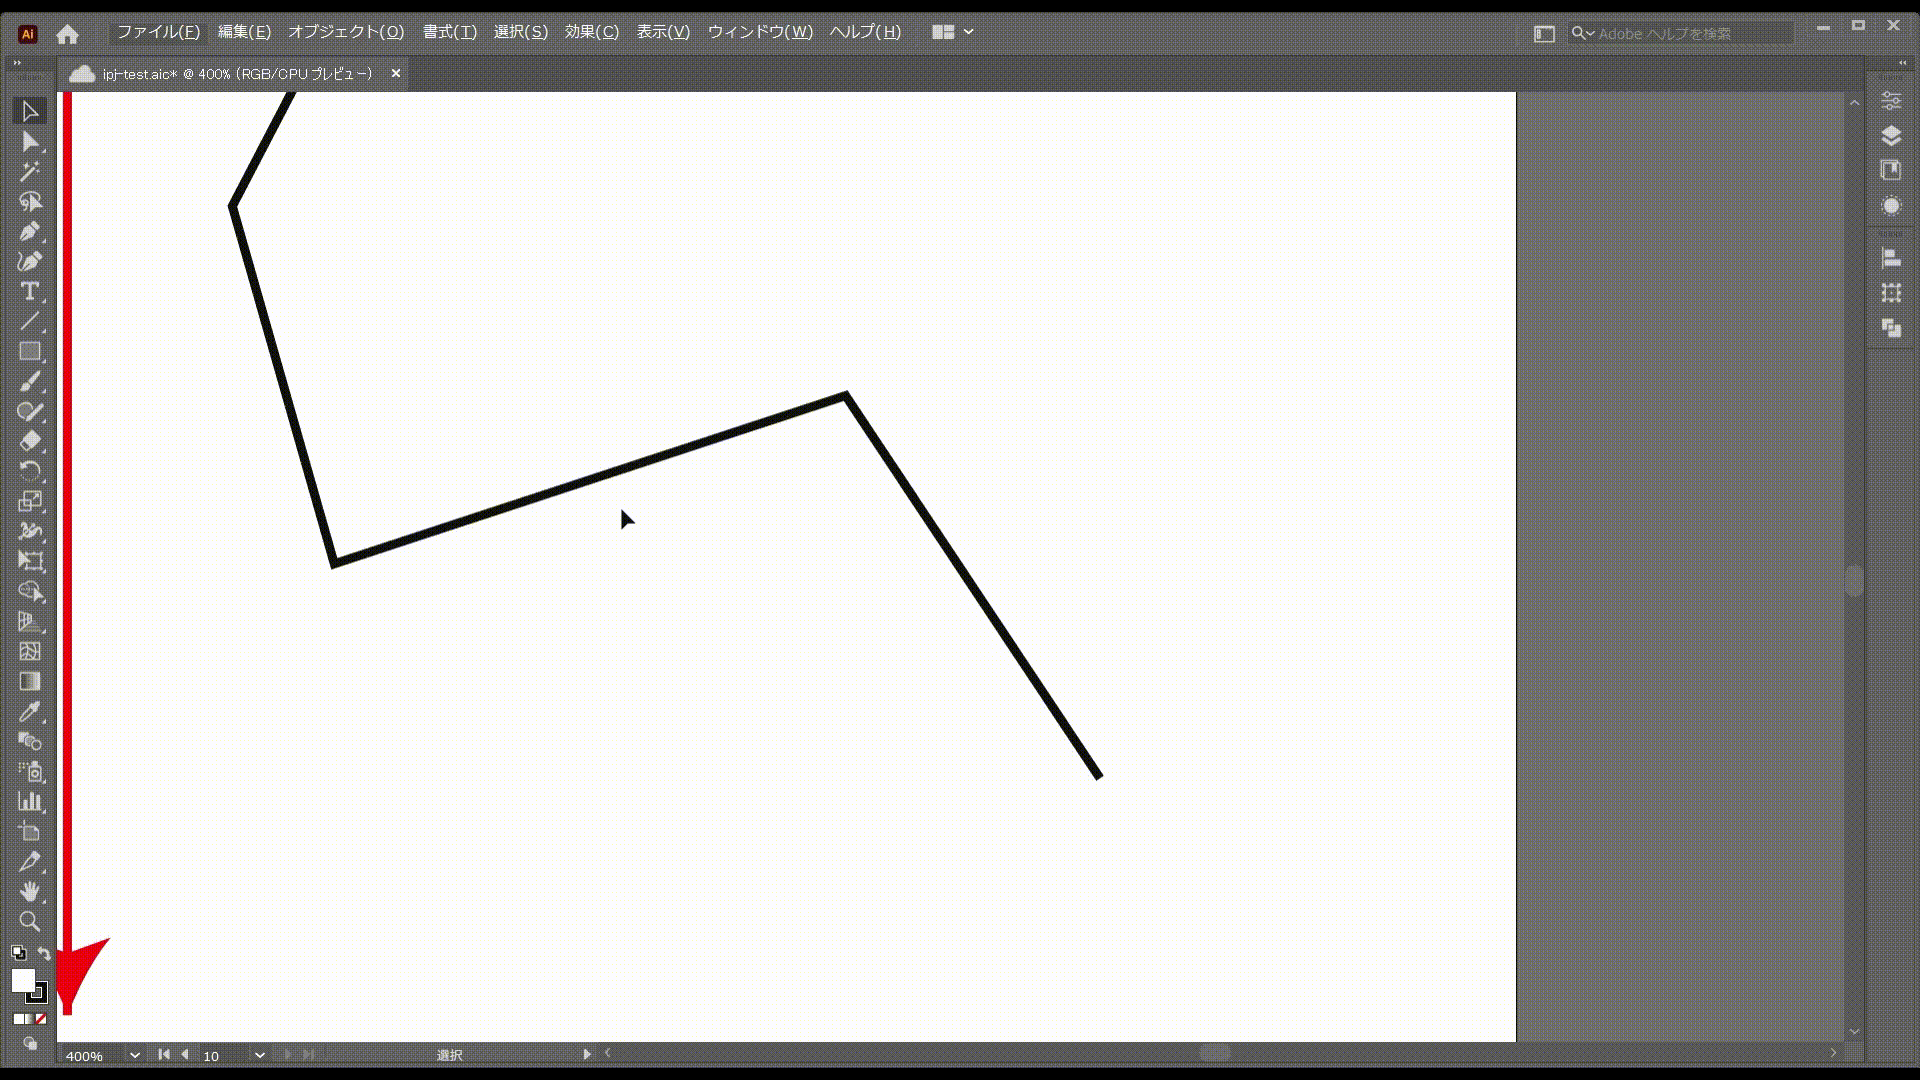 Ai ファイル(F) 編集(E) オブジェクト(O) 書式(T) 選択(S) 効果(C) 表示(V) ウィンドウ(W) ヘルプ(H) Adobe ヘルプを検索
ipj-test.aic* @ 400% (RGB/CPU プレビュー) ×
400% 10 選択